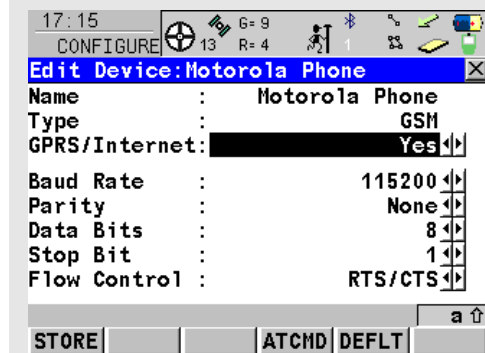 17:15 G= 9
CONFIGURE 13 R= 4 1
Edit Device:Motorola Phone
Name : Motorola Phone
Type : GSM
GPRS/Internet: Yes
Baud Rate : 115200
Parity : None
Data Bits : 8
Stop Bit : 1
Flow Control : RTS/CTS
a
STORE ATCMD DEFLT